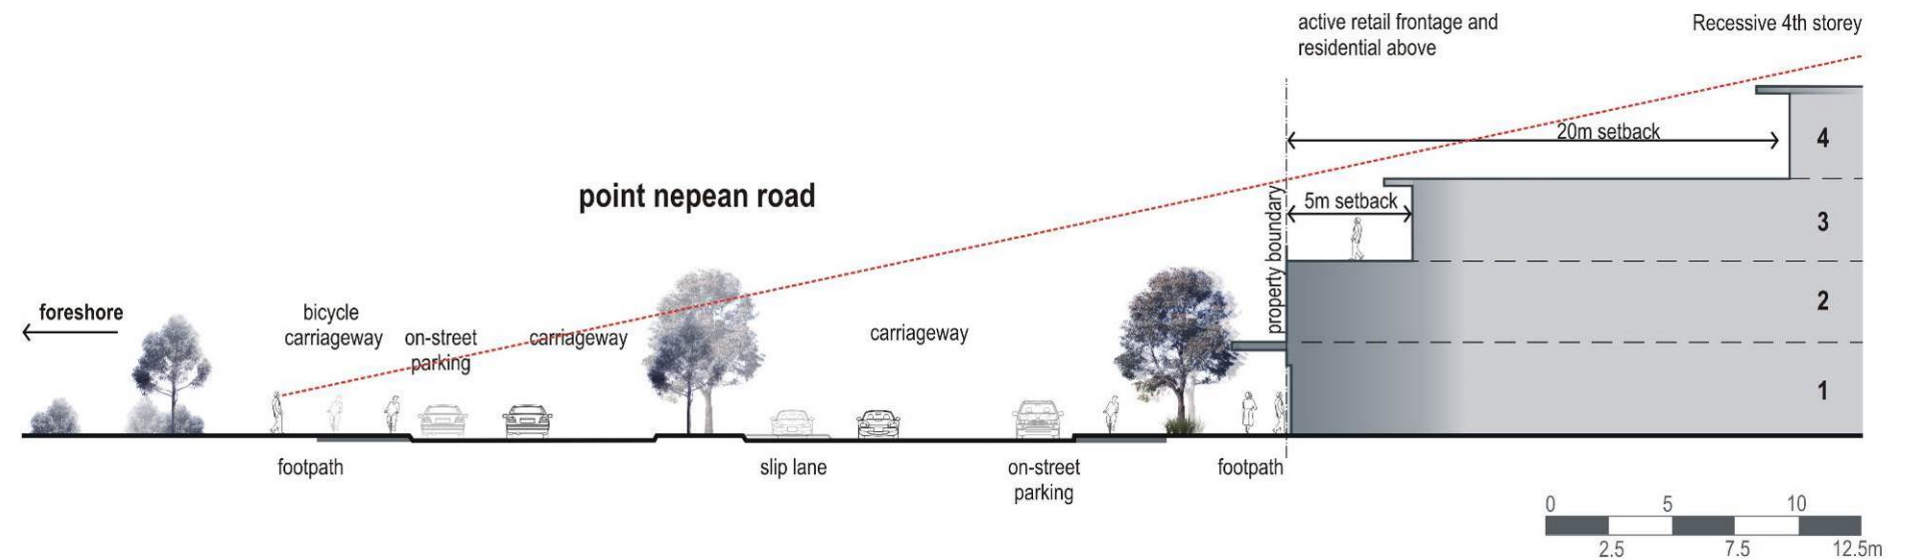 active retail frontage and
residential above
Recessive 4th storey
20m setback
4
point nepean road
5m setback
property boundary
3
2
foreshore
bicycle
carriageway
on-street
parking
carriageway
carriageway
1
footpath
slip lane
on-street
parking
footpath
0 5 10
2.5 7.5 12.5m